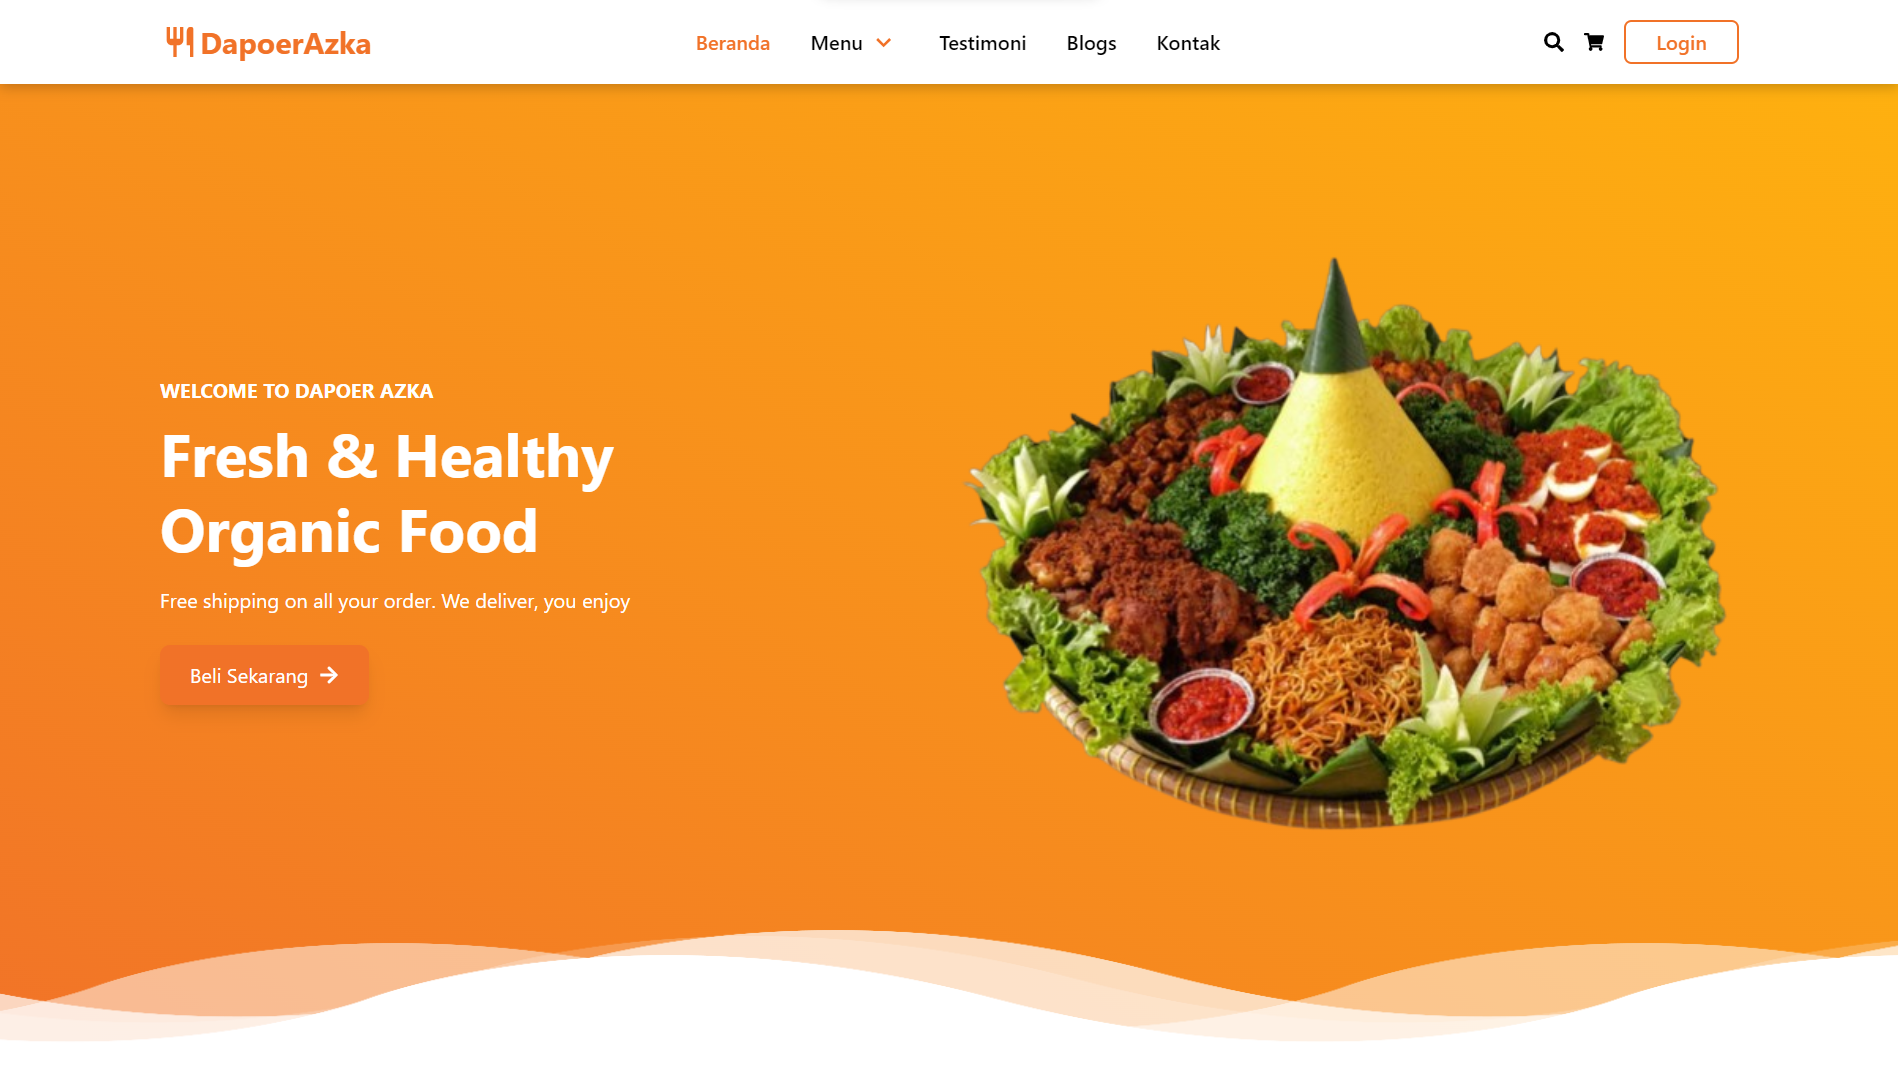 DapoerAzka
Beranda
Menu
Testimoni
Blogs
Kontak
Login
WELCOME TO DAPOER AZKA
Fresh & Healthy
Organic Food
Free shipping on all your order. We deliver, you enjoy
Beli Sekarang